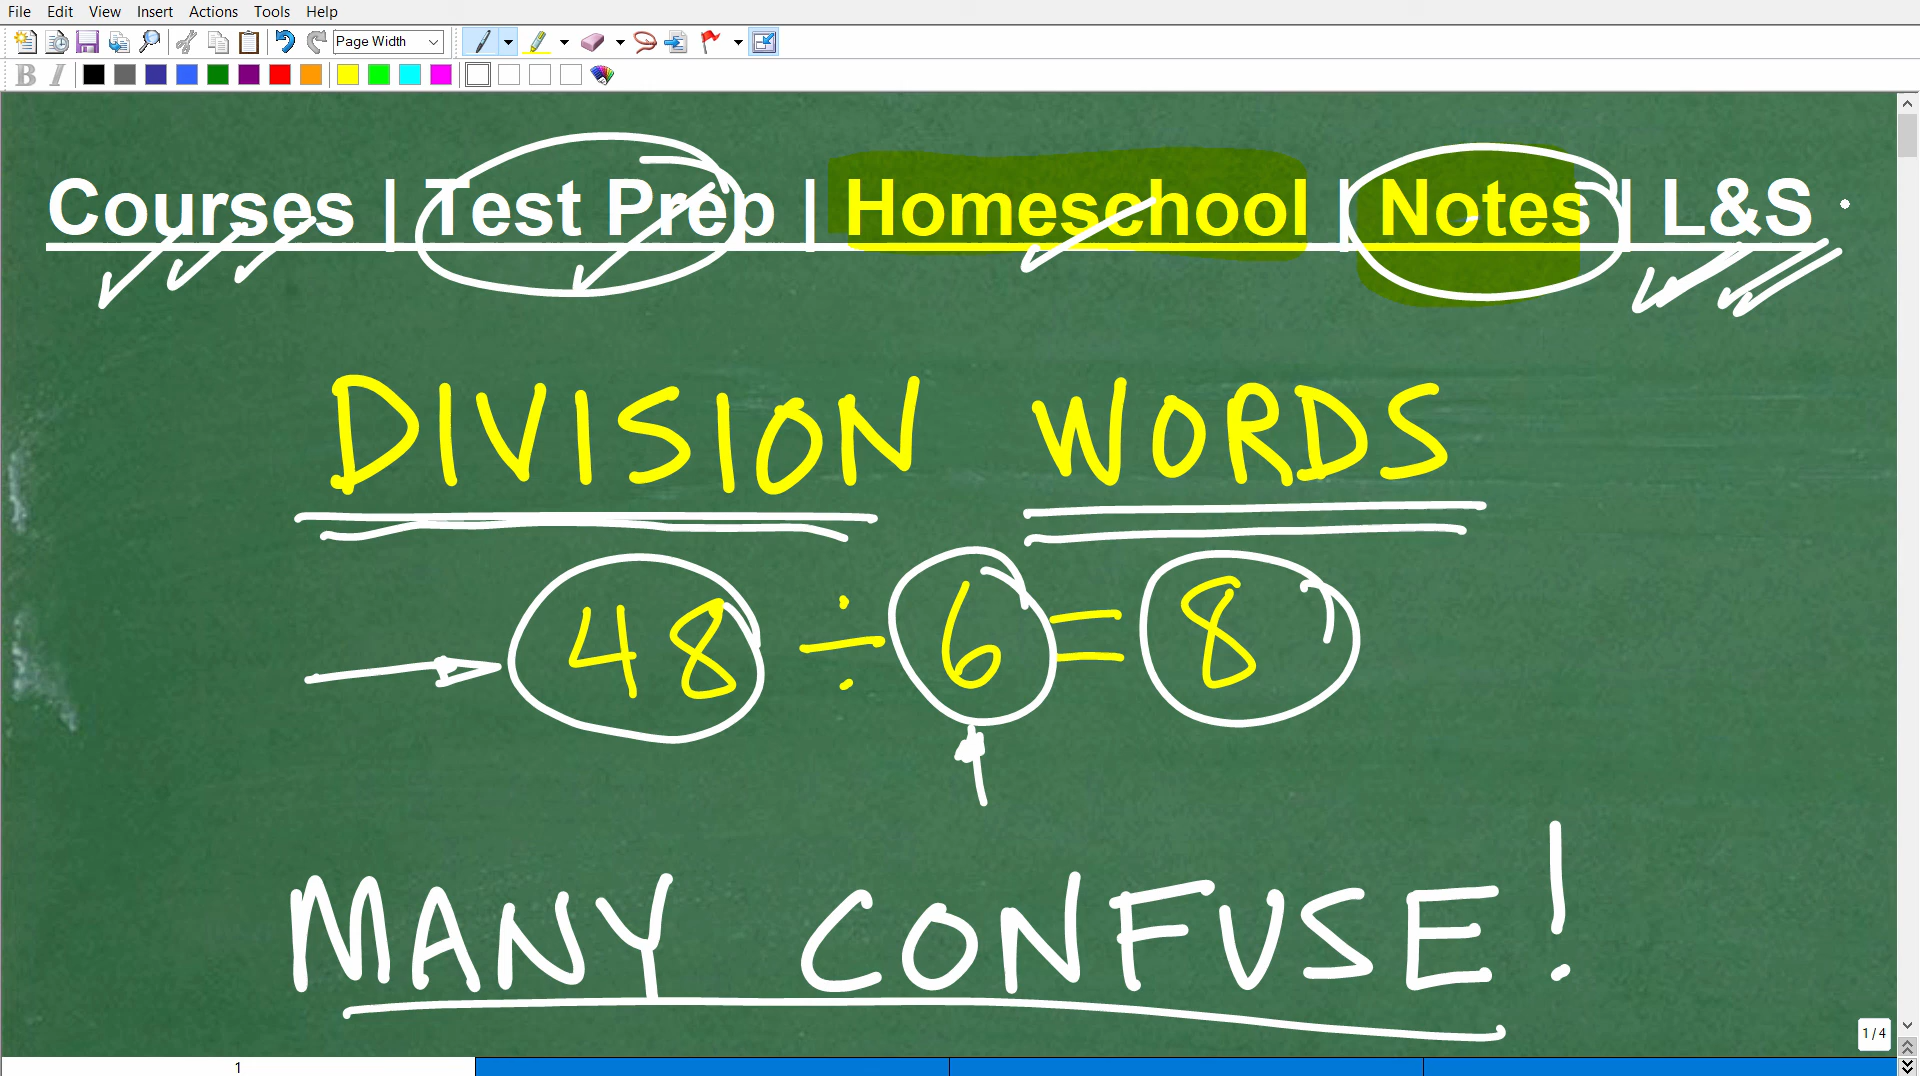 File Edit View Insert Actions Tools Help
Page Width
B I
Courses | Test Prep | Homeschool | Notes | L&S
DIVISION WORDS
48 ÷ 6 = 8
MANY CONFUSE!
1 / 4
1